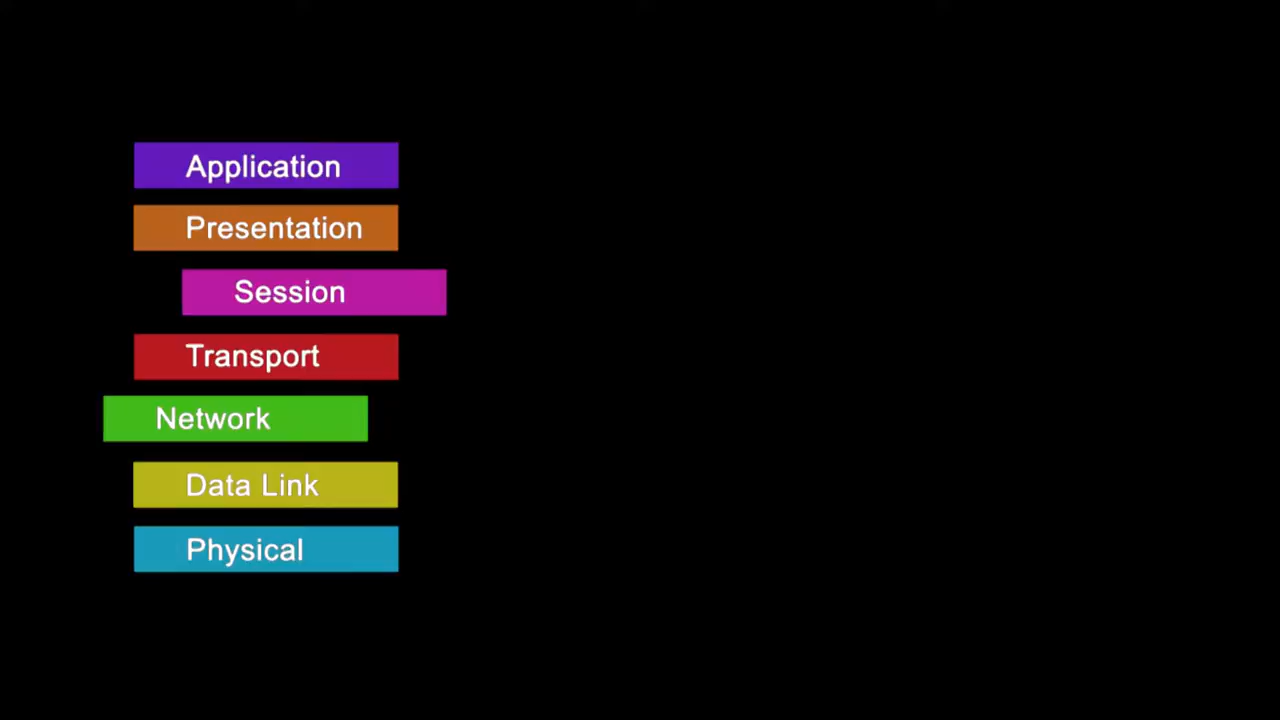 Application
Presentation
Session
Transport
Network
Data Link
Physical